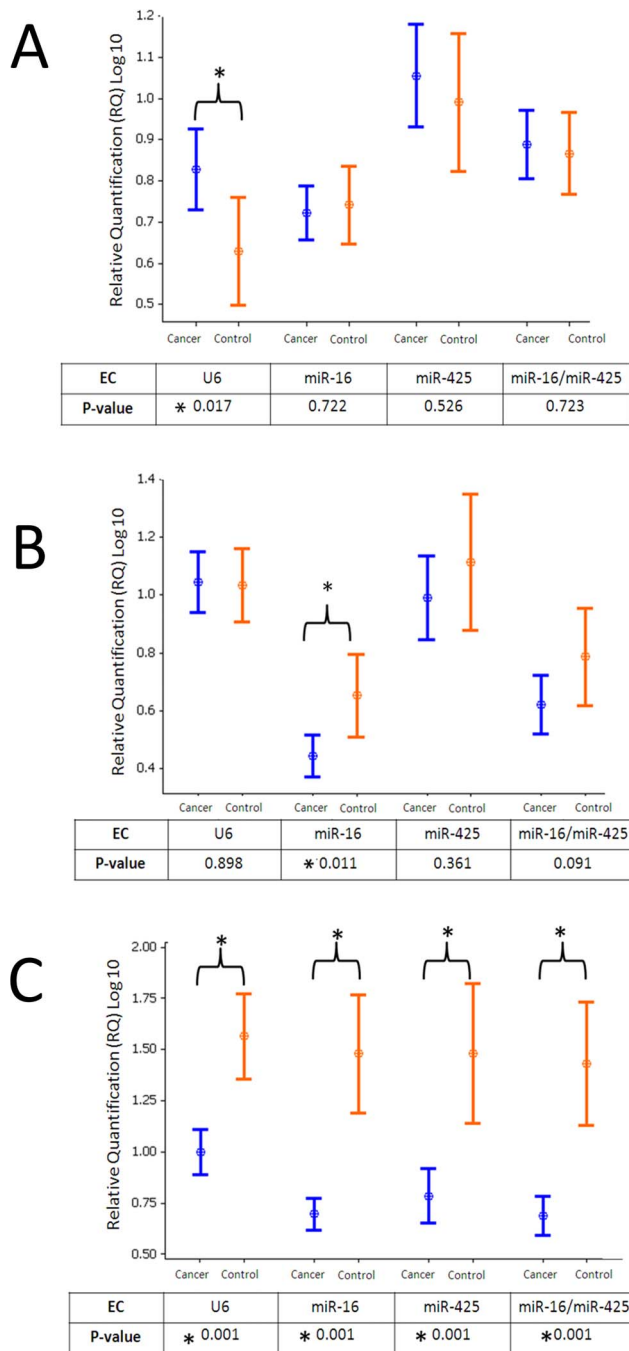 A
Relative Quantification (RQ) Log10
1.2
1.1
1.0
0.9
0.8
0.7
0.6
0.5
*
Cancer Control Cancer Control Cancer Control Cancer Control
EC U6 miR-16 miR-425 miR-16/miR-425
P-value * 0.017 0.722 0.526 0.723
B
Relative Quantification (RQ) Log10
1.4
1.2
1.0
0.8
0.6
0.4
*
Cancer Control Cancer Control Cancer Control Cancer Control
EC U6 miR-16 miR-425 miR-16/miR-425
P-value 0.898 * 0.011 0.361 0.091
C
Relative Quantification (RQ) Log10
2.00
1.75
1.50
1.25
1.00
0.75
0.50
* * * *
Cancer Control Cancer Control Cancer Control Cancer Control
EC U6 miR-16 miR-425 miR-16/miR-425
P-value * 0.001 * 0.001 * 0.001 *0.001